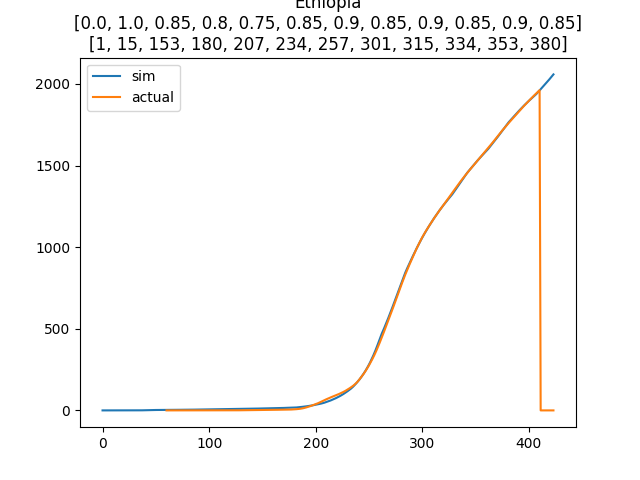 Ethiopia
[0.0, 1.0, 0.85, 0.8, 0.75, 0.85, 0.9, 0.85, 0.9, 0.85, 0.9, 0.85]
[1, 15, 153, 180, 207, 234, 257, 301, 315, 334, 353, 380]
sim
actual
2000
1500
1000
500
0
0 100 200 300 400